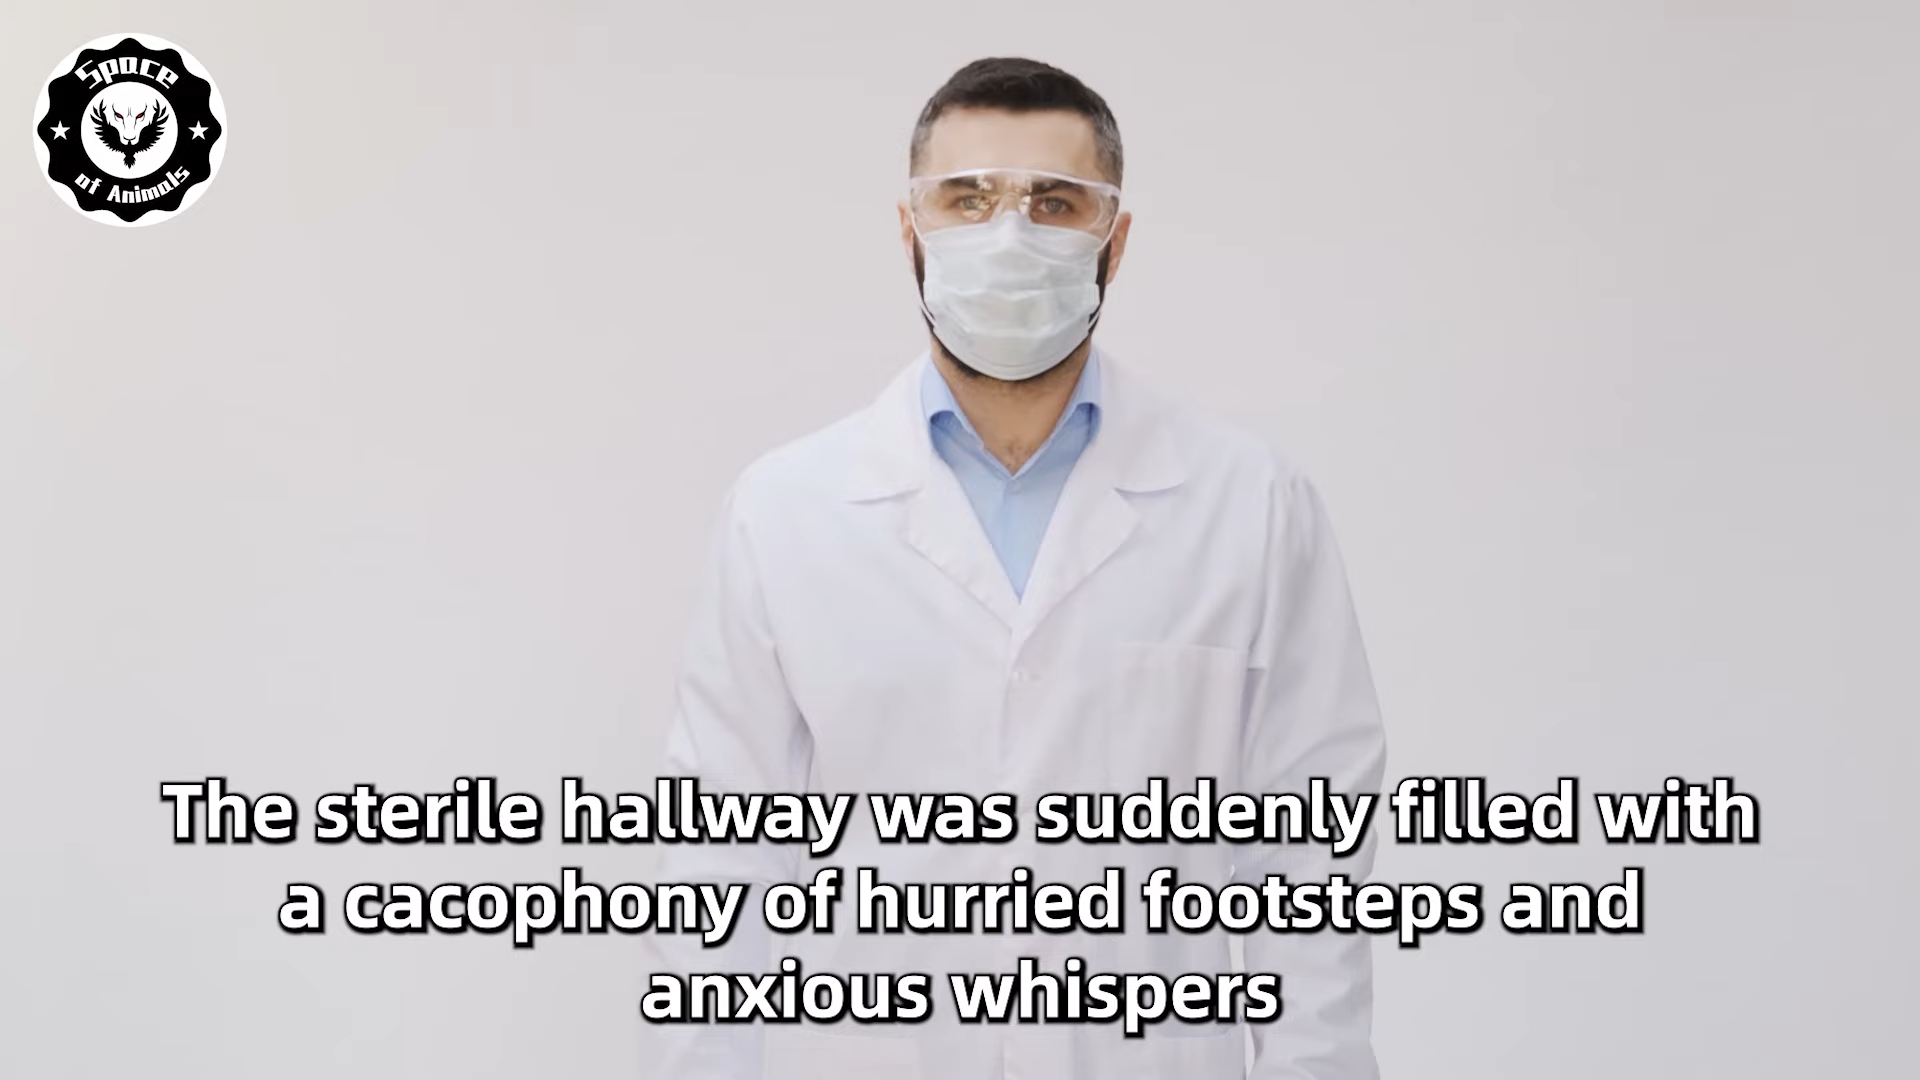 Space
of Animals
The sterile hallway was suddenly filled with
a cacophony of hurried footsteps and
anxious whispers